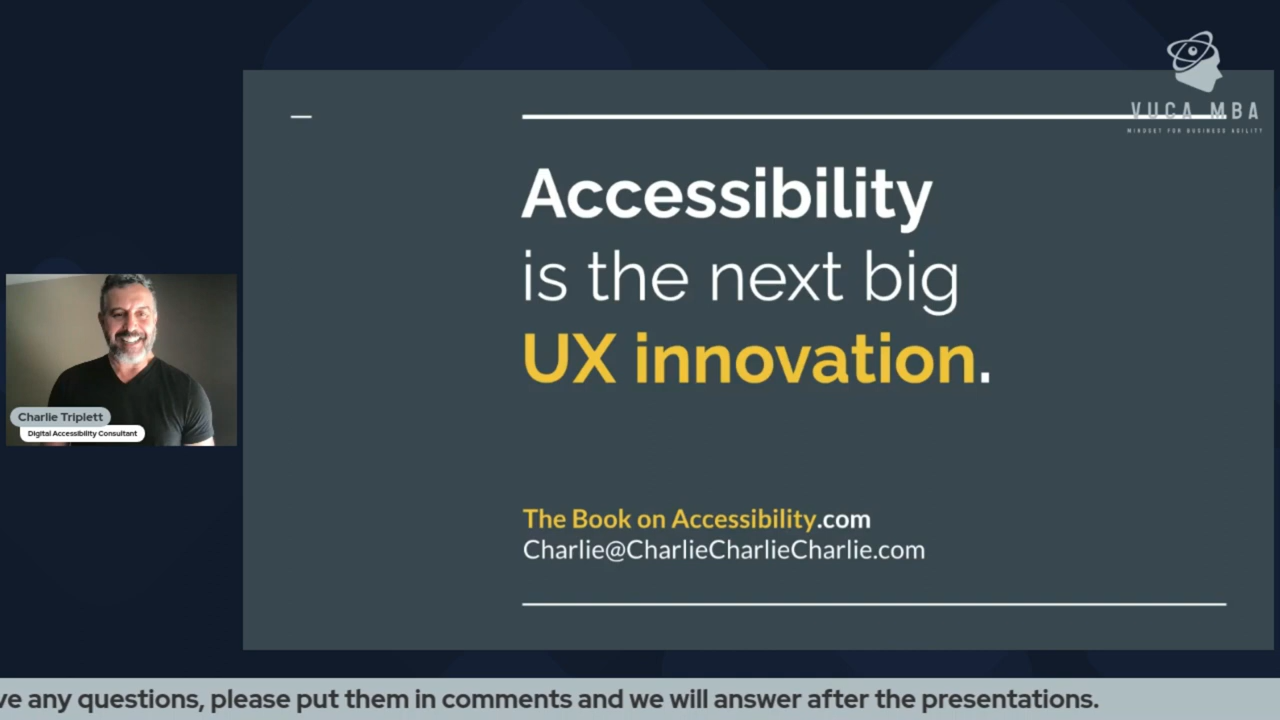 VUCA MBA
MINDSET FOR BUSINESS AGILITY
Accessibility
is the next big
UX innovation.
The Book on Accessibility.com
Charlie@CharlieCharlieCharlie.com
Charlie Triplett
Digital Accessibility Consultant
ve any questions, please put them in comments and we will answer after the presentations.